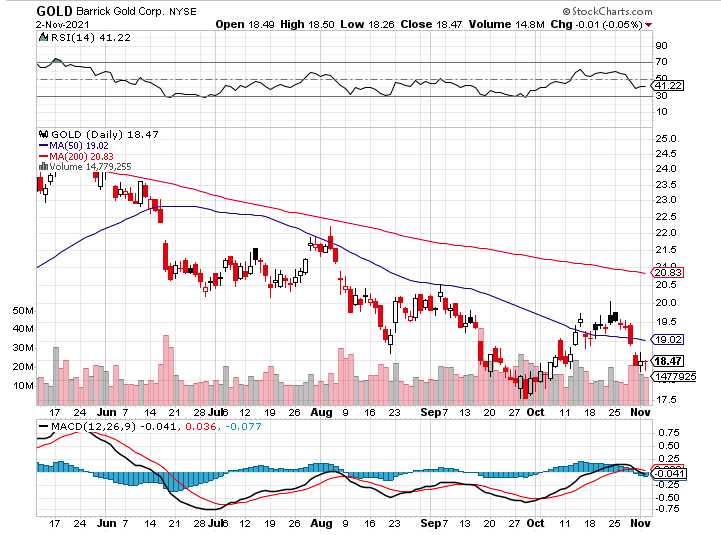 GOLD Barrick Gold Corp. NYSE © StockCharts.com
2-Nov-2021 Open 18.49 High 18.50 Low 18.26 Close 18.47 Volume 14.8M Chg -0.01 (-0.05%)
RSI(14) 41.22
90
70
50
41.22
30
10
GOLD (Daily) 18.47
MA(50) 19.02
MA(200) 20.83
Volume 14,779,255
25.0
24.5
24.0
23.5
23.0
22.5
22.0
21.5
21.0
20.83
20.5
20.0
19.5
19.02
18.47
1477925
17.5
50M
40M
30M
20M
10M
17 24 Jun 7 14 21 28 Jul 6 12 19 26 Aug 9 16 23 Sep 7 13 20 27 Oct 11 18 25 Nov
MACD(12,26,9) -0.041, 0.036, -0.077
0.75
0.50
0.25
-0.041
-0.25
-0.50
-0.75
17 24 Jun 7 14 21 28 Jul 6 12 19 26 Aug 9 16 23 Sep 7 13 20 27 Oct 11 18 25 Nov